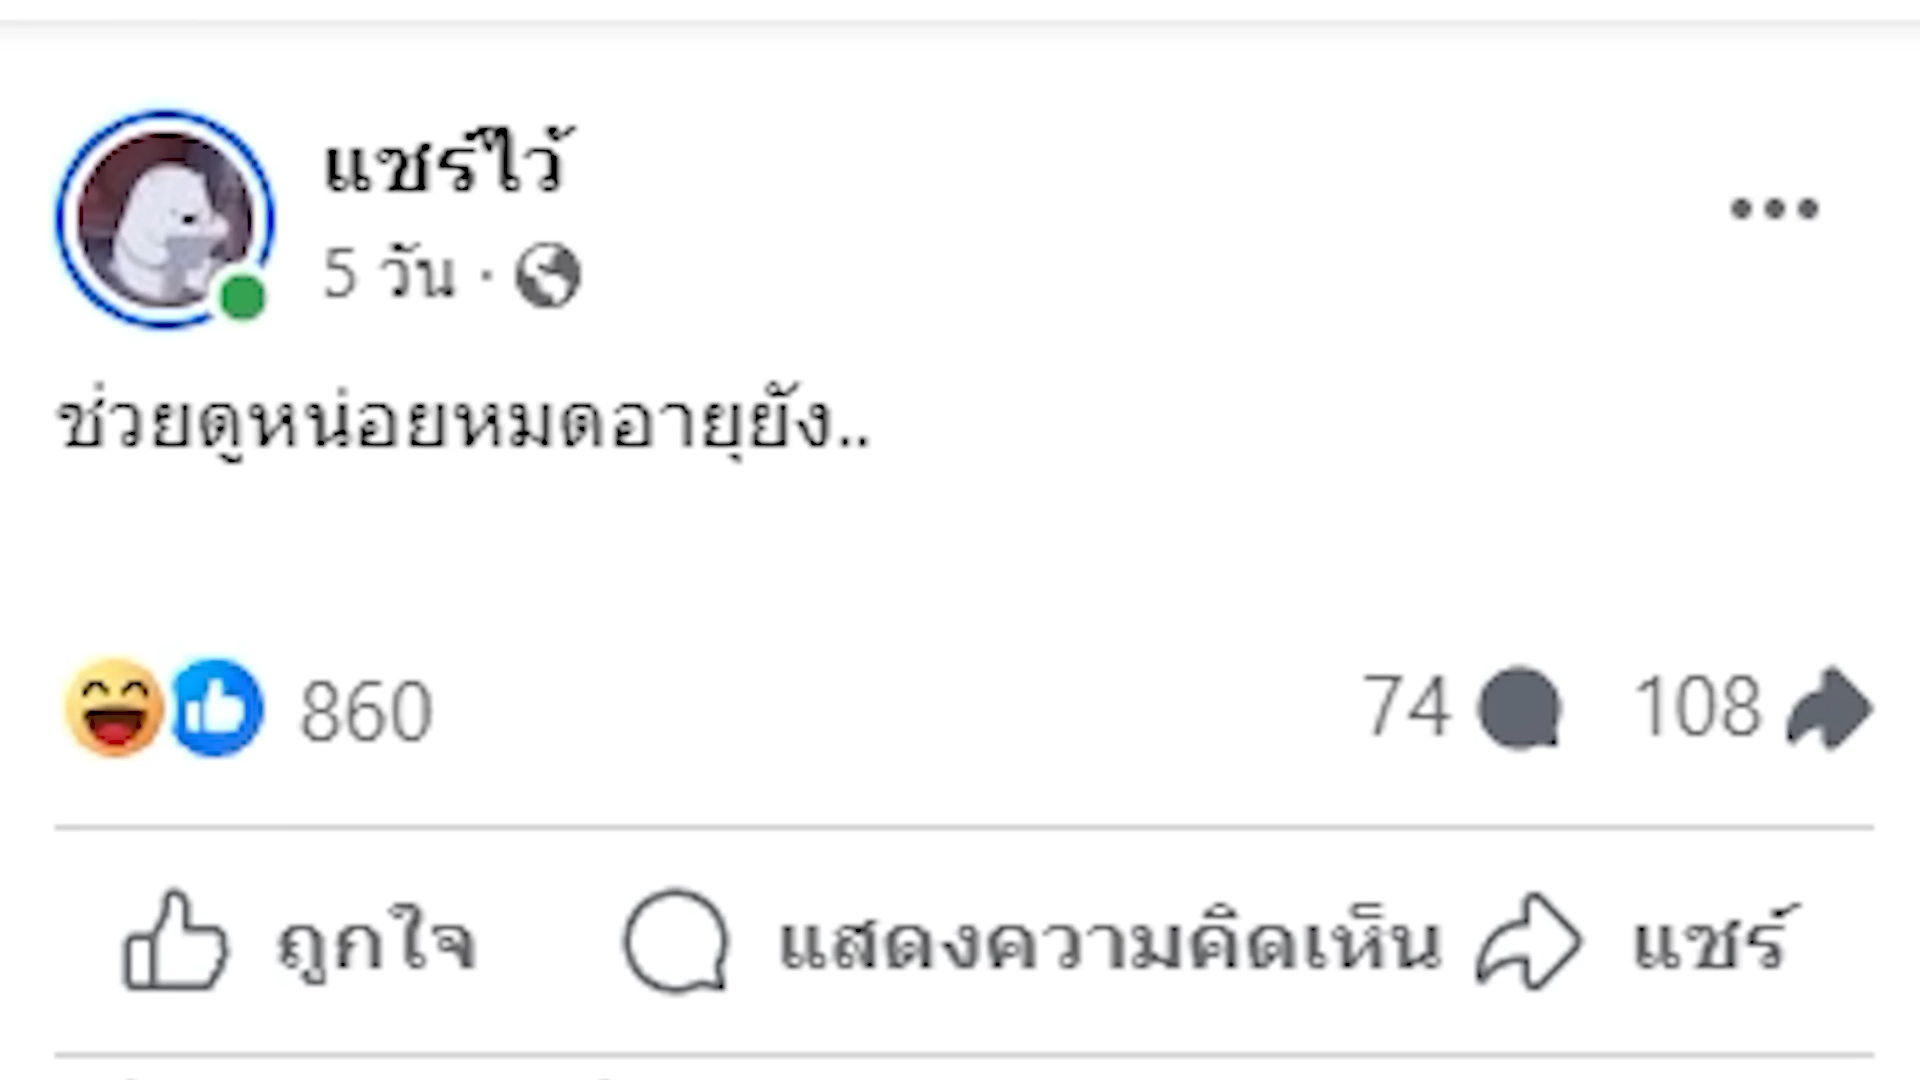 แชร์ไว้
5 วัน ·
ช่วยดูหน่อยหมดอายุยัง..
860
74 108
ถูกใจ แสดงความคิดเห็น แชร์